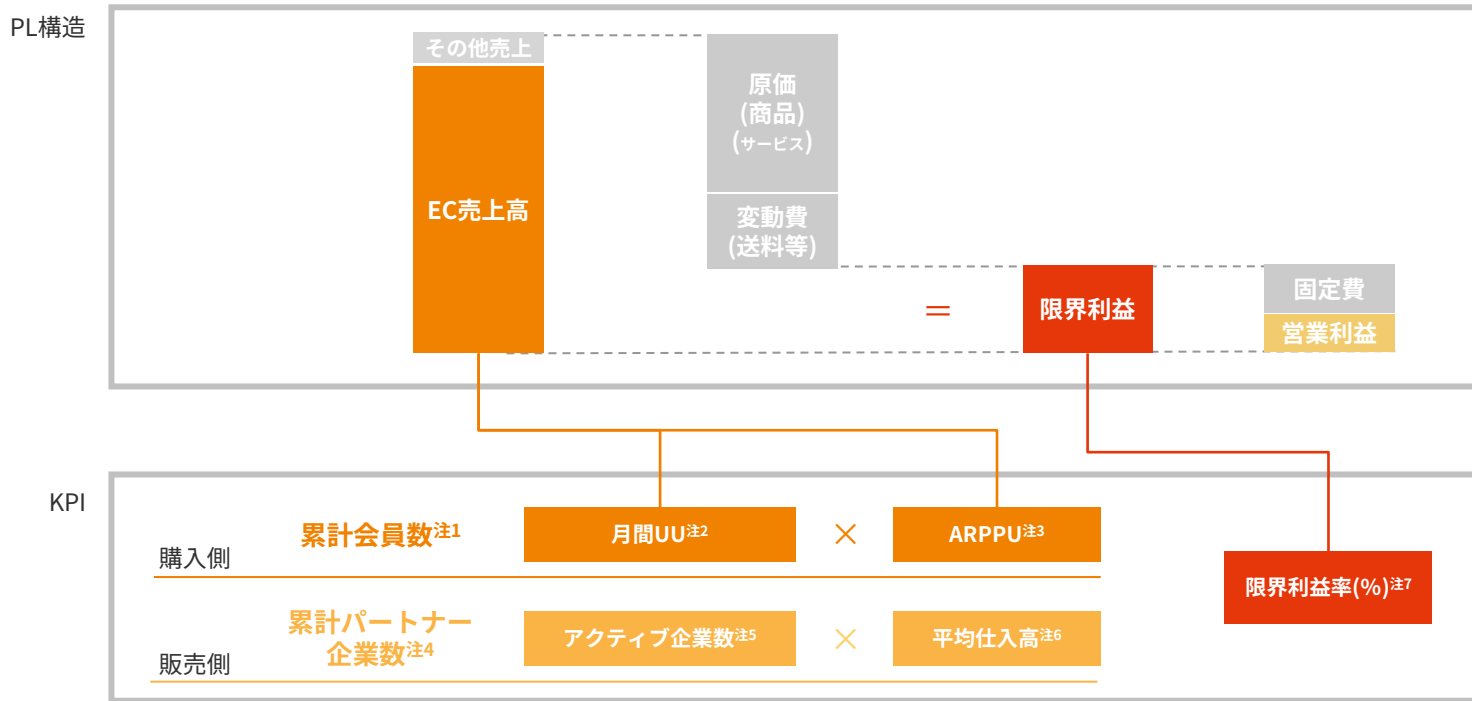 PL構造
その他売上
EC売上高
原価
(商品)
(サービス)
変動費
(送料等)
＝
限界利益
固定費
営業利益
KPI
購入側
累計会員数注1
月間UU注2
×
ARPPU注3
限界利益率(%)注7
販売側
累計パートナー
企業数注4
アクティブ企業数注5
×
平均仕入高注6